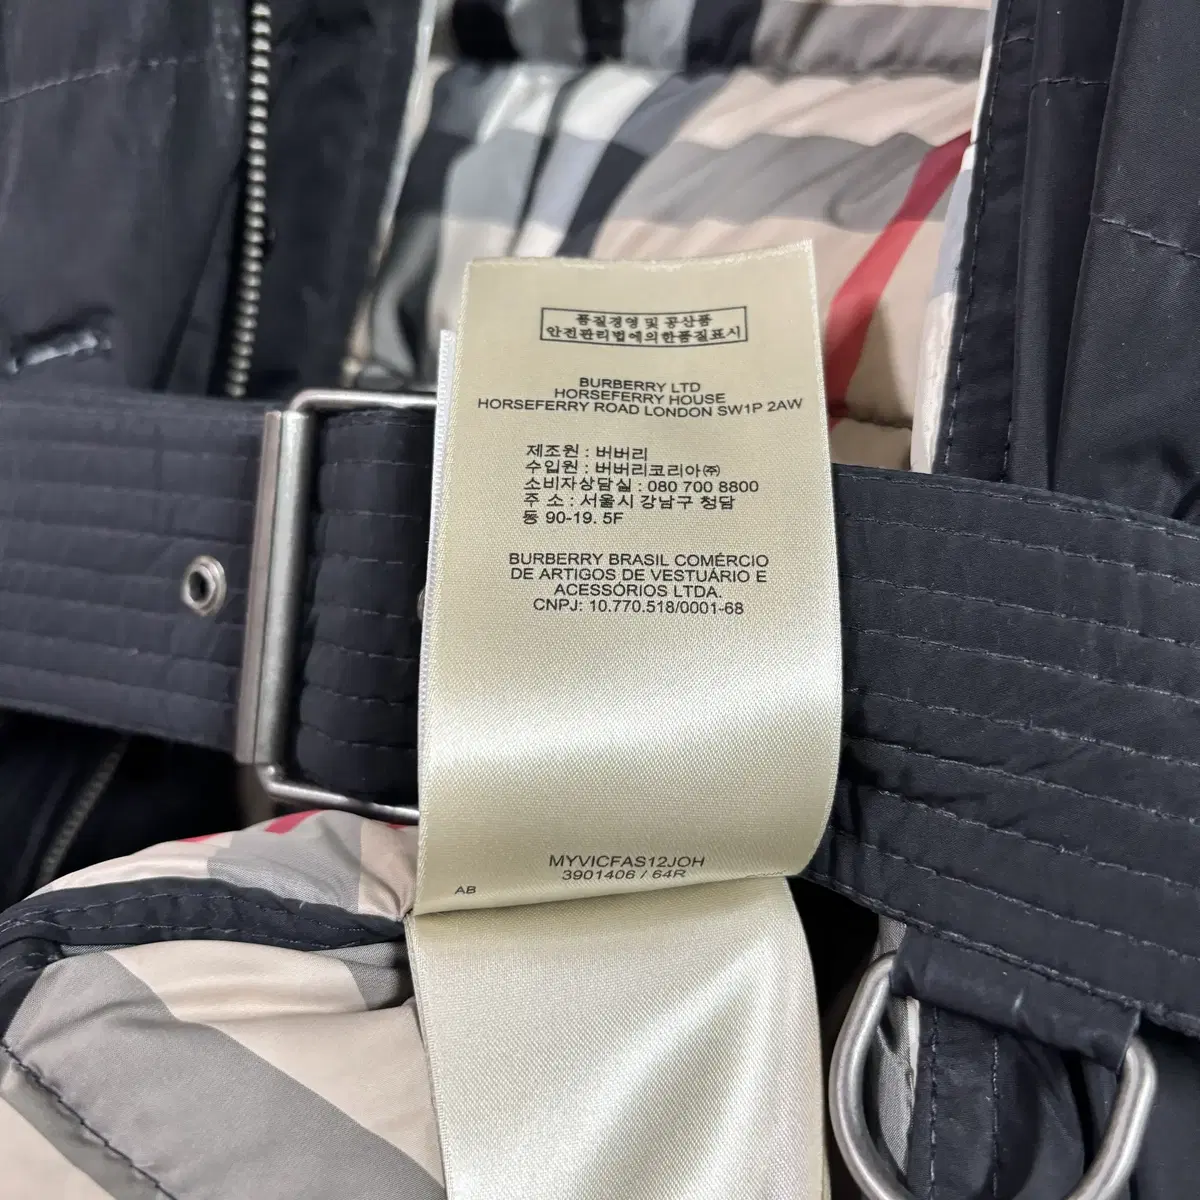 품질경영 및 공산품
안전관리법에의한품질표시
BURBERRY LTD
HORSEFERRY HOUSE
HORSEFERRY ROAD LONDON SW1P 2AW
제조원 : 버버리
수입원 : 버버리코리아㈜
소비자상담실 : 080 700 8800
주 소 : 서울시 강남구 청담
동 90-19. 5F
BURBERRY BRASIL COMÉRCIO
DE ARTIGOS DE VESTUÁRIO E
ACESSÓRIOS LTDA.
CNPJ: 10.770.518/0001-68
MYVICFAS12JOH
3901406 / 64R
AB